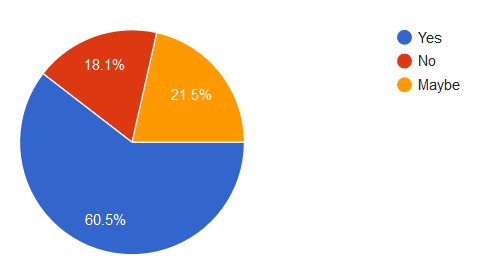 Yes
No
Maybe
18.1%
21.5%
60.5%